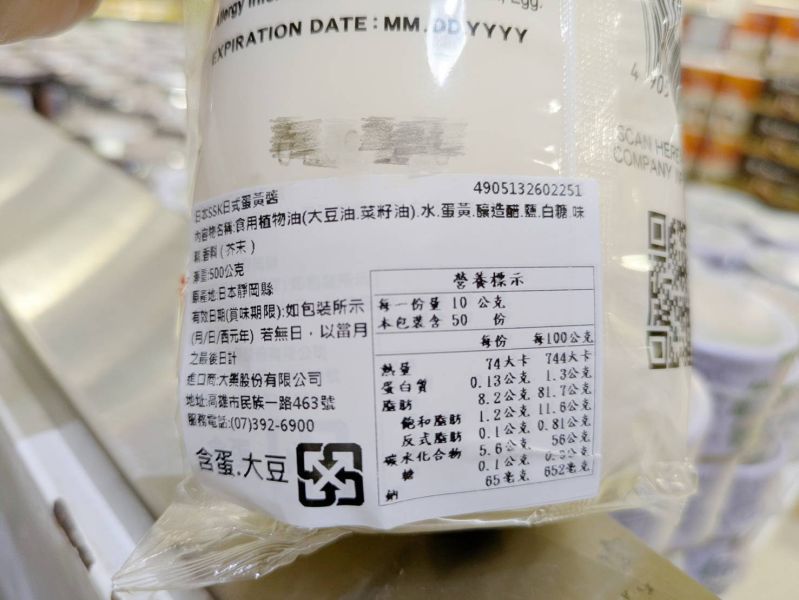 Egg.
EXPIRATION DATE: MM.DD.YYYY
SCAN HERE
COMPANY
日本SSK日式蛋黃醬
4905132602251
內容物名稱:食用植物油(大豆油.菜籽油).水.蛋黃.釀造醋.鹽.白糖.味
劑.香料(芥末)
淨重:500公克
原產地:日本靜岡縣
有效日期(賞味期限):如包裝所示
(月/日/西元年) 若無日，以當月
之最後日計
進口商:大樂股份有限公司
地址:高雄市民族一路463號
服務電話:(07)392-6900
含蛋.大豆
營養標示
每一份量 10 公克
本包裝含 50 份
每份 每100公克
熱量 74大卡 744大卡
蛋白質 0.13公克 1.3公克
脂肪 8.2公克 81.7公克
飽和脂肪 1.2公克 11.6公克
反式脂肪 0.1公克 0.81公克
碳水化合物 5.6公克 56公克
糖 0.1公克
鈉 65毫克 652毫克